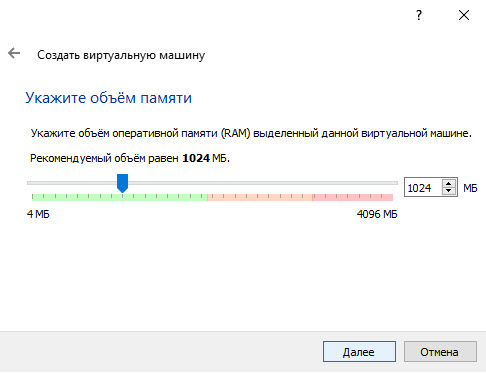 ?
Создать виртуальную машину
Укажите объём памяти
Укажите объём оперативной памяти (RAM) выделенный данной виртуальной машине.
Рекомендуемый объём равен 1024 МБ.
1024 МБ
4 МБ 4096 МБ
Далее Отмена